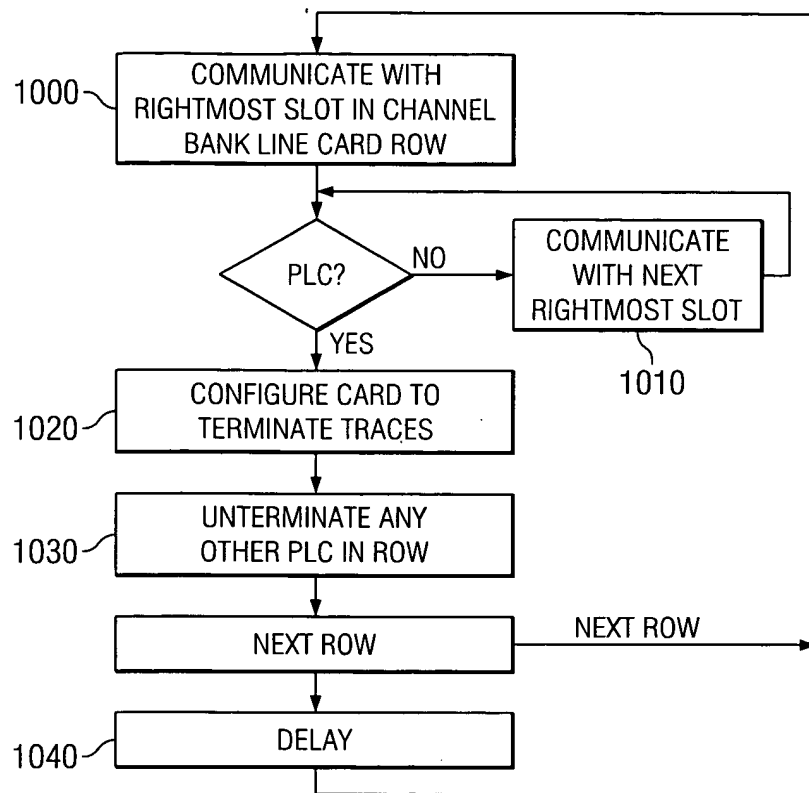 1000
COMMUNICATE WITH
RIGHTMOST SLOT IN CHANNEL
BANK LINE CARD ROW
PLC?
NO
COMMUNICATE
WITH NEXT
RIGHTMOST SLOT
1010
YES
1020
CONFIGURE CARD TO
TERMINATE TRACES
1030
UNTERMINATE ANY
OTHER PLC IN ROW
NEXT ROW
NEXT ROW
1040
DELAY